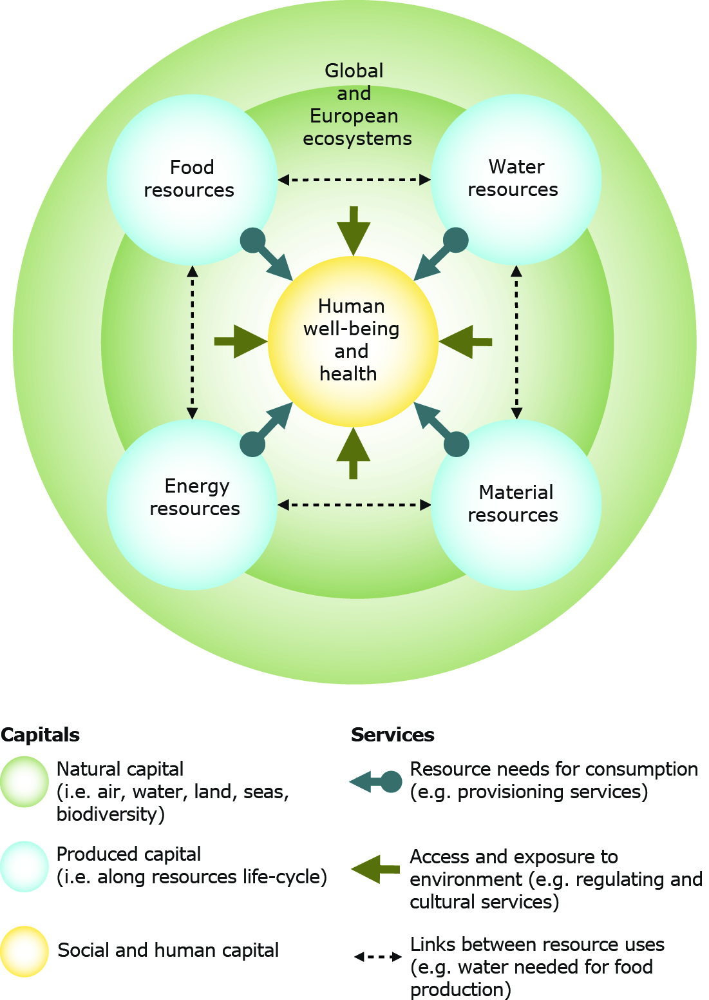 Global
and
European
ecosystems
Food
resources
Water
resources
Human
well-being
and
health
Energy
resources
Material
resources
Capitals
Natural capital
(i.e. air, water, land, seas,
biodiversity)
Produced capital
(i.e. along resources life-cycle)
Social and human capital
Services
Resource needs for consumption
(e.g. provisioning services)
Access and exposure to
environment (e.g. regulating and
cultural services)
Links between resource uses
(e.g. water needed for food
production)